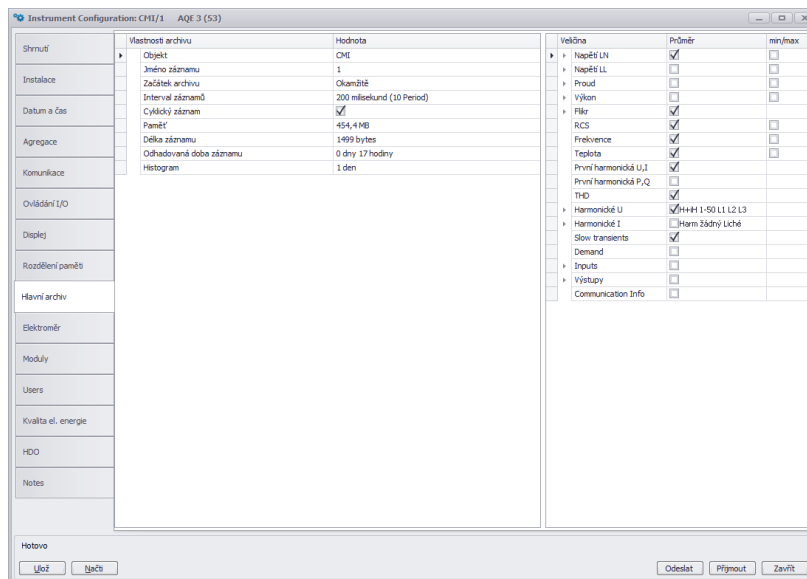 Instrument Configuration: CMI/1 AQE 3 (53)
Shrnutí
Instalace
Datum a čas
Agregace
Komunikace
Ovládání I/O
Displej
Rozdělení paměti
Hlavní archiv
Elektroměr
Moduly
Users
Kvalita el. energie
HDO
Notes
Vlastnosti archivu Hodnota
Objekt CMI
Jméno záznamu 1
Začátek archivu Okamžitě
Interval záznamů 200 milisekund (10 Period)
Cyklický záznam
Paměť 454,4 MB
Délka záznamu 1499 bytes
Odhadovaná doba záznamu 0 dny 17 hodiny
Histogram 1 den
Veličina Průměr min/max
Napětí LN
Napětí LL
Proud
Výkon
Flikr
RCS
Frekvence
Teplota
První harmonická U,I
První harmonická P,Q
THD
Harmonické U H+iH 1-50 L1 L2 L3
Harmonické I Harm žádný Liché
Slow transients
Demand
Inputs
Výstupy
Communication Info
Hotovo
Ulož Načti Odeslat Přijmout Zavřít